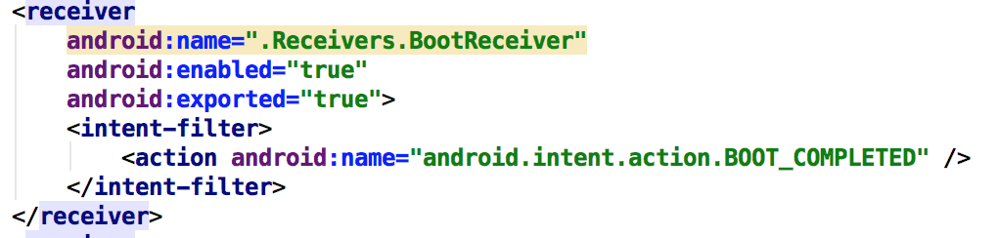 <receiver
android:name=".Receivers.BootReceiver"
android:enabled="true"
android:exported="true">
<intent-filter>
<action android:name="android.intent.action.BOOT_COMPLETED" />
</intent-filter>
</receiver>